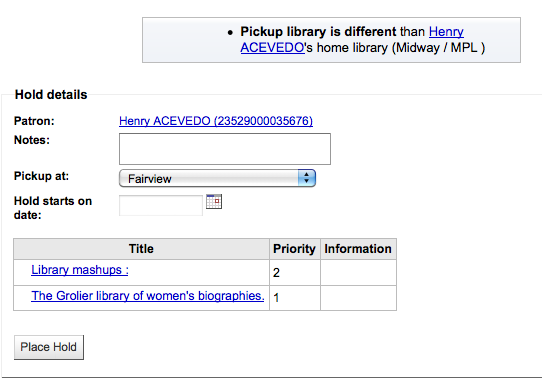 • Pickup library is different than Henry
ACEVEDO's home library (Midway / MPL )
Hold details
Patron: Henry ACEVEDO (23529000035676)
Notes:
Pickup at: Fairview
Hold starts on
date:
Title Priority Information
Library mashups : 2
The Grolier library of women's biographies. 1
Place Hold